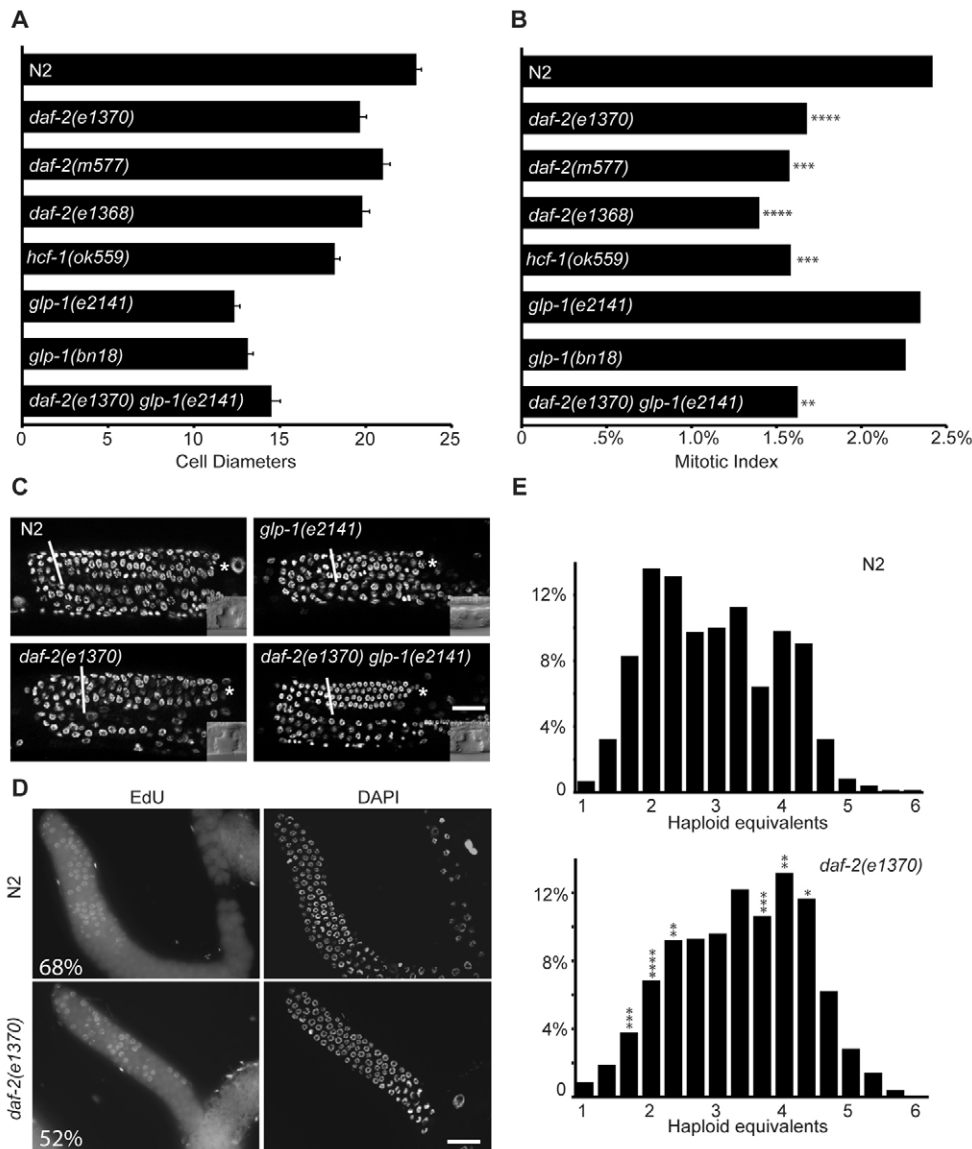 A
N2
daf-2(e1370)
daf-2(m577)
daf-2(e1368)
hcf-1(ok559)
glp-1(e2141)
glp-1(bn18)
daf-2(e1370) glp-1(e2141)
0 5 10 15 20 25
Cell Diameters
B
N2
daf-2(e1370) ****
daf-2(m577) ***
daf-2(e1368) ****
hcf-1(ok559) ***
glp-1(e2141)
glp-1(bn18)
daf-2(e1370) glp-1(e2141) **
0 .5% 1.0% 1.5% 2.0% 2.5%
Mitotic Index
C
N2 *
glp-1(e2141) *
daf-2(e1370) *
daf-2(e1370) glp-1(e2141) *
D
EdU DAPI
N2
68%
daf-2(e1370)
52%
E
N2
12%
8%
4%
0
1 2 3 4 5 6
Haploid equivalents
daf-2(e1370)
*** **** ** *** ** *
12%
8%
4%
0
1 2 3 4 5 6
Haploid equivalents